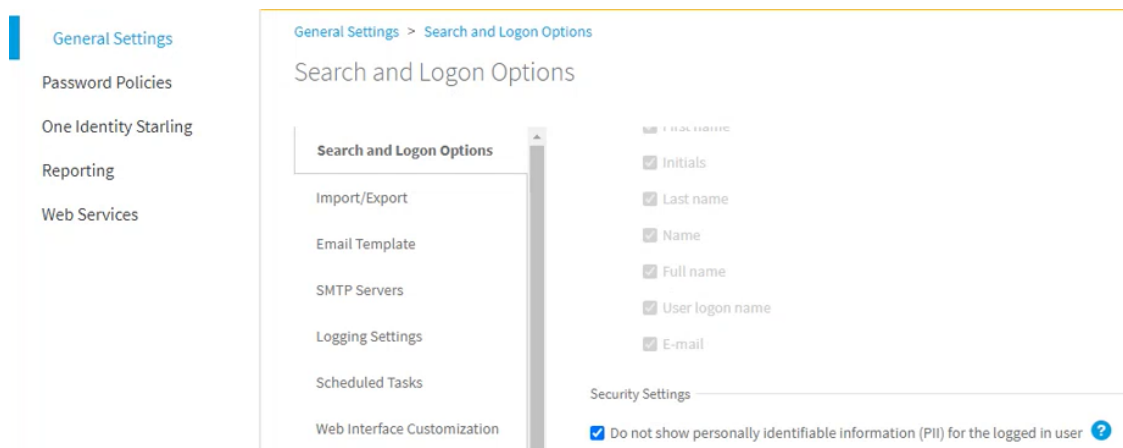 General Settings
Password Policies
One Identity Starling
Reporting
Web Services
General Settings > Search and Logon Options
Search and Logon Options
Search and Logon Options
Import/Export
Email Template
SMTP Servers
Logging Settings
Scheduled Tasks
Web Interface Customization
First name
Initials
Last name
Name
Full name
User logon name
E-mail
Security Settings
Do not show personally identifiable information (PII) for the logged in user ?